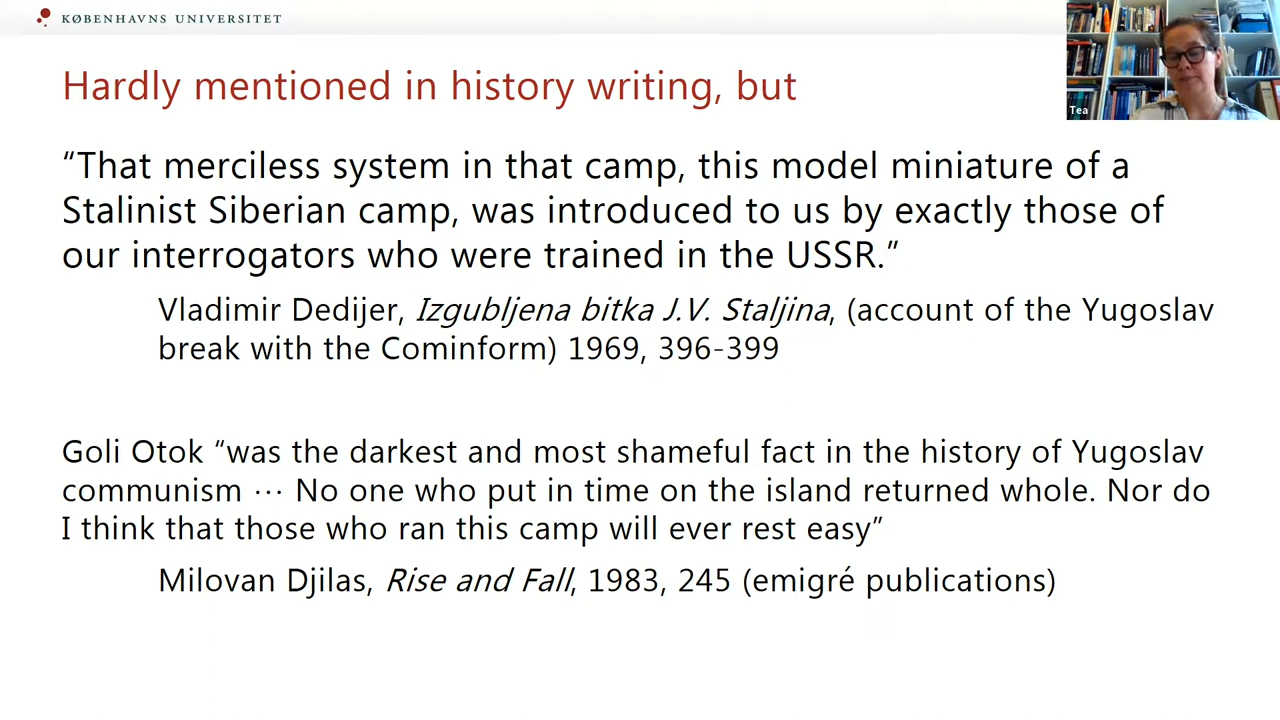 KØBENHAVNS UNIVERSITET
Tea
Hardly mentioned in history writing, but
“That merciless system in that camp, this model miniature of a
Stalinist Siberian camp, was introduced to us by exactly those of
our interrogators who were trained in the USSR.”
Vladimir Dedijer, Izgubljena bitka J.V. Staljina, (account of the Yugoslav
break with the Cominform) 1969, 396-399
Goli Otok “was the darkest and most shameful fact in the history of Yugoslav
communism ··· No one who put in time on the island returned whole. Nor do
I think that those who ran this camp will ever rest easy”
Milovan Djilas, Rise and Fall, 1983, 245 (emigré publications)